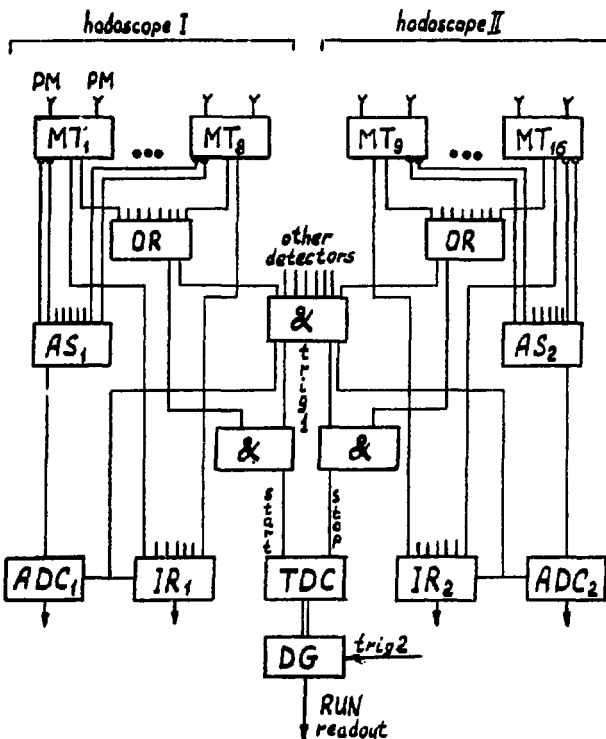 hodoscope I hodoscope II
PM PM
MT1 ... MT8 MT9 ... MT16
OR OR
other
detectors
&
AS1 AS2
trig1
& &
start stop
ADC1 IR1 TDC IR2 ADC2
DG trig2
RUN
readout